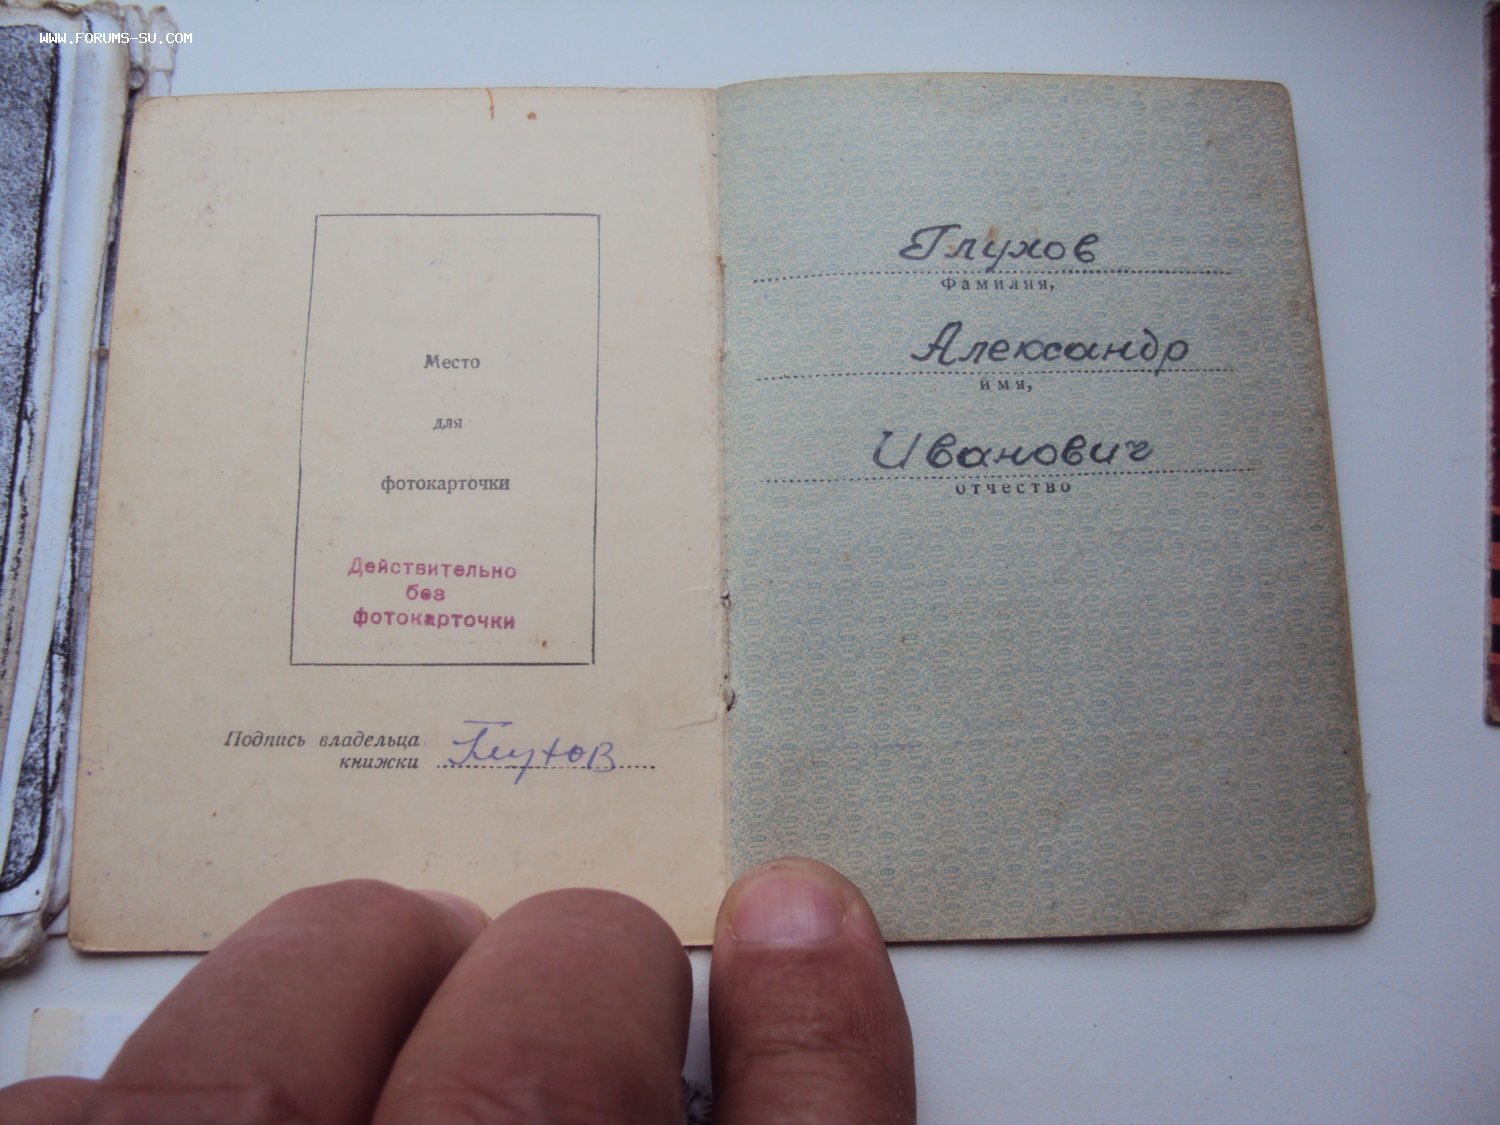 www.forums-su.com
Место
для
фотокарточки
Действительно
без
фотокарточки
Подпись владельца
книжки Глухов
Глухов
Фамилия,
Александр
имя,
Иванович
отчество